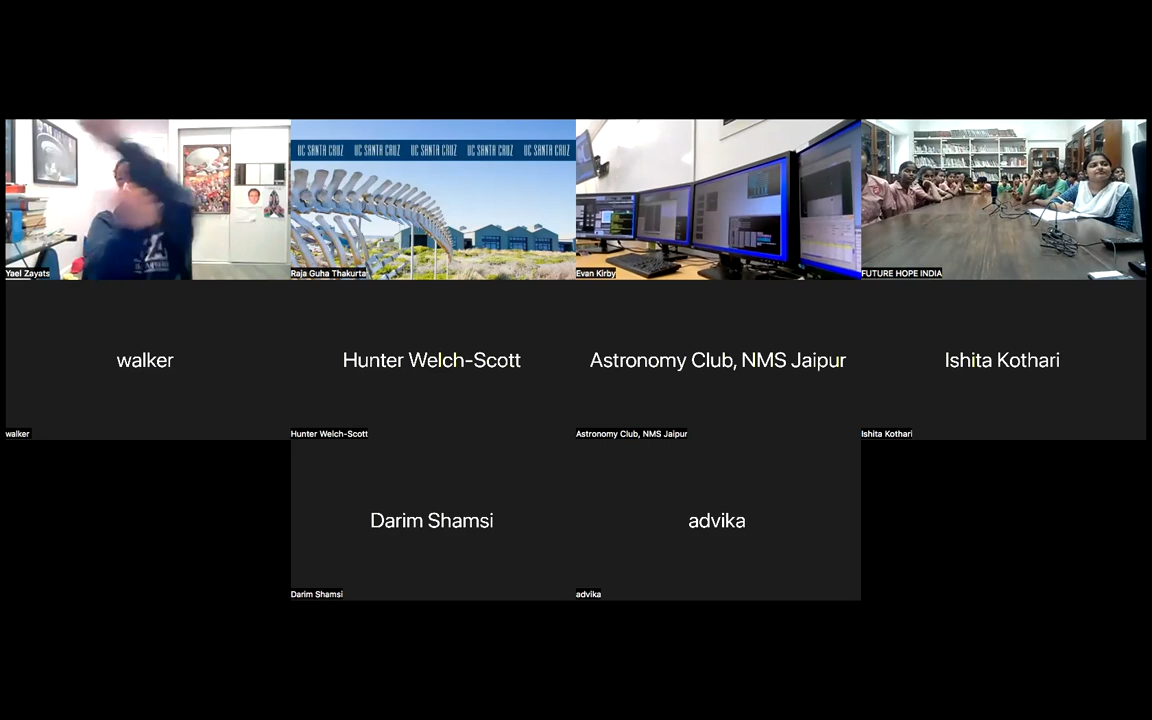 UC SANTA CRUZ UC SANTA CRUZ UC SANTA CRUZ UC SANTA CRUZ UC SANTA CRUZ
Yael Zayats
Raja Guha Thakurta
Evan Kirby
FUTURE HOPE INDIA
walker
Hunter Welch-Scott
Astronomy Club, NMS Jaipur
Ishita Kothari
walker
Hunter Welch-Scott
Astronomy Club, NMS Jaipur
Ishita Kothari
Darim Shamsi
advika
Darim Shamsi
advika